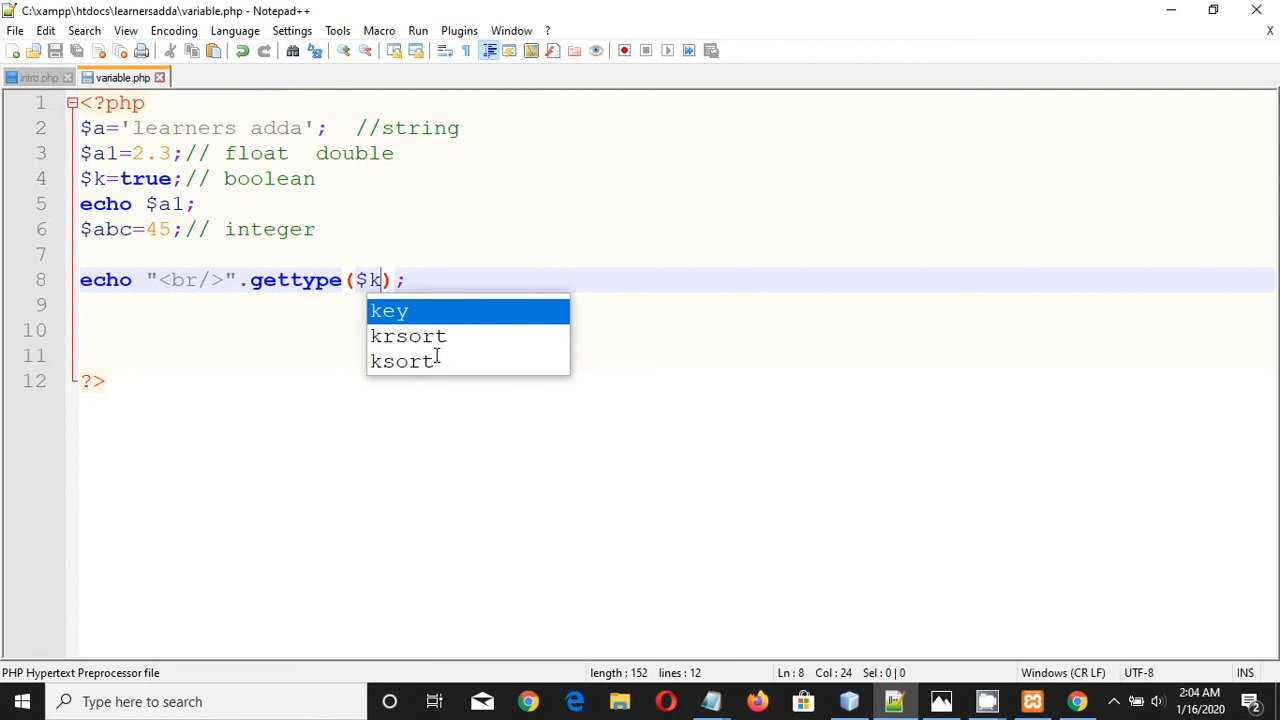 C:\xampp\htdocs\learnersadda\variable.php - Notepad++
File Edit Search View Encoding Language Settings Tools Macro Run Plugins Window ? X
intro.php variable.php
1 <?php
2 $a='learners adda'; //string
3 $a1=2.3;// float double
4 $k=true;// boolean
5 echo $a1;
6 $abc=45;// integer
7
8 echo "<br/>".gettype($k);
9 key
10 krsort
11 ksort
12 ?>
PHP Hypertext Preprocessor file length : 152 lines : 12 Ln : 8 Col : 24 Sel : 0 | 0 Windows (CR LF) UTF-8 INS
Type here to search
2:04 AM
1/16/2020
2